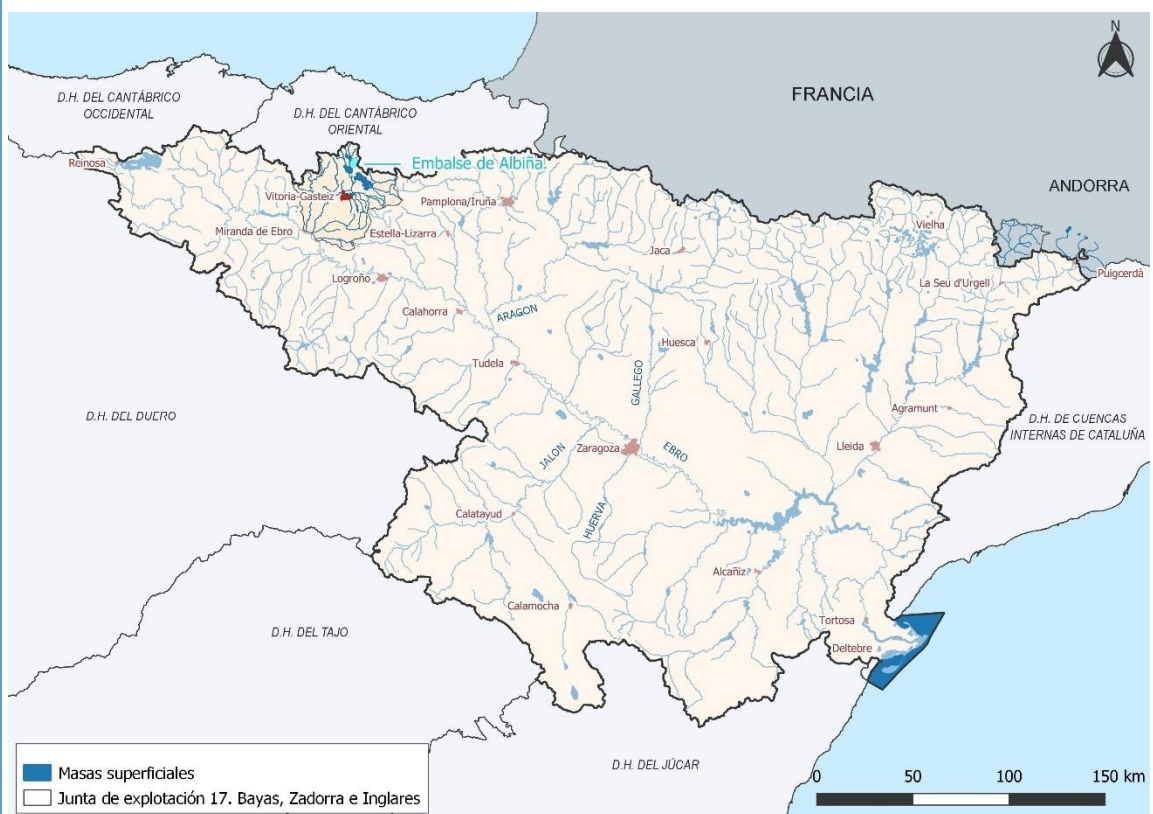 N
FRANCIA
D.H. DEL CANTÁBRICO
OCCIDENTAL
D.H. DEL CANTÁBRICO
ORIENTAL
Reinosa
Embalse de Albiña.
ANDORRA
Vitoria-Gasteiz
Pamplona/Iruña
Vielha
Miranda de Ebro
Estella-Lizarra
Jaca
Puigcerdà
La Seu d'Urgell
Logroño
Calahorra
ARAGON
Huesca
Tudela
GALLEGO
Agramunt
D.H. DEL DUERO
D.H. DE CUENCAS
INTERNAS DE CATALUÑA
JALON
Zaragoza
EBRO
Lleida
Calatayud
HUERVA
Alcañiz
Calamocha
Tortosa
D.H. DEL TAJO
Deltebre
D.H. DEL JÚCAR
Masas superficiales
Junta de explotación 17. Bayas, Zadorra e Inglares
0 50 100 150 km